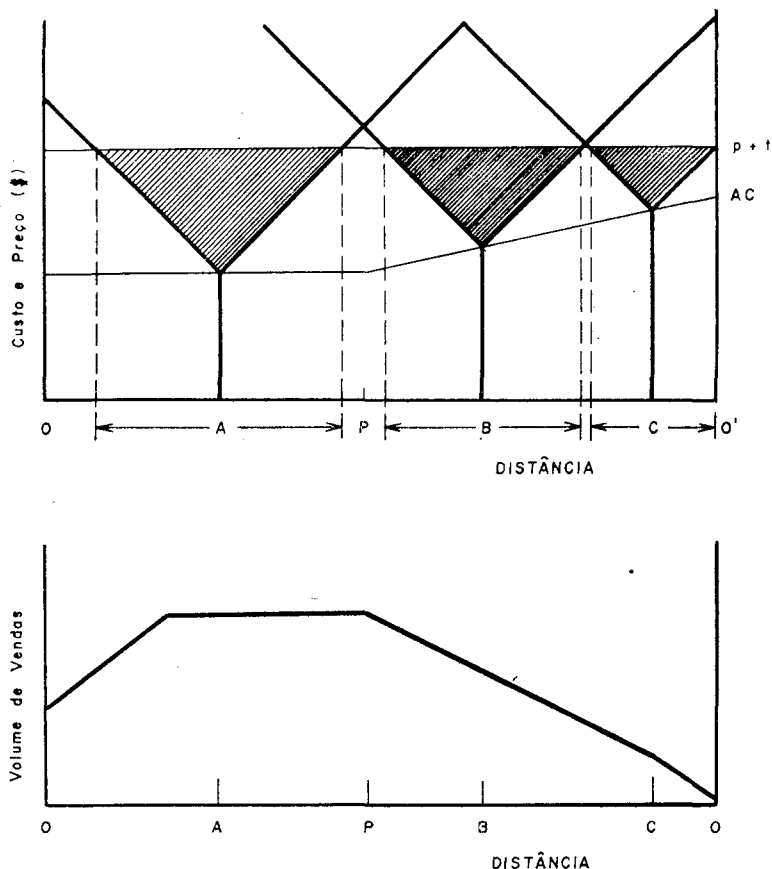 Custo e Preço ($)
p + t
AC
O A P B C O'
DISTÂNCIA
Volume de Vendas
O A P B C O
DISTÂNCIA